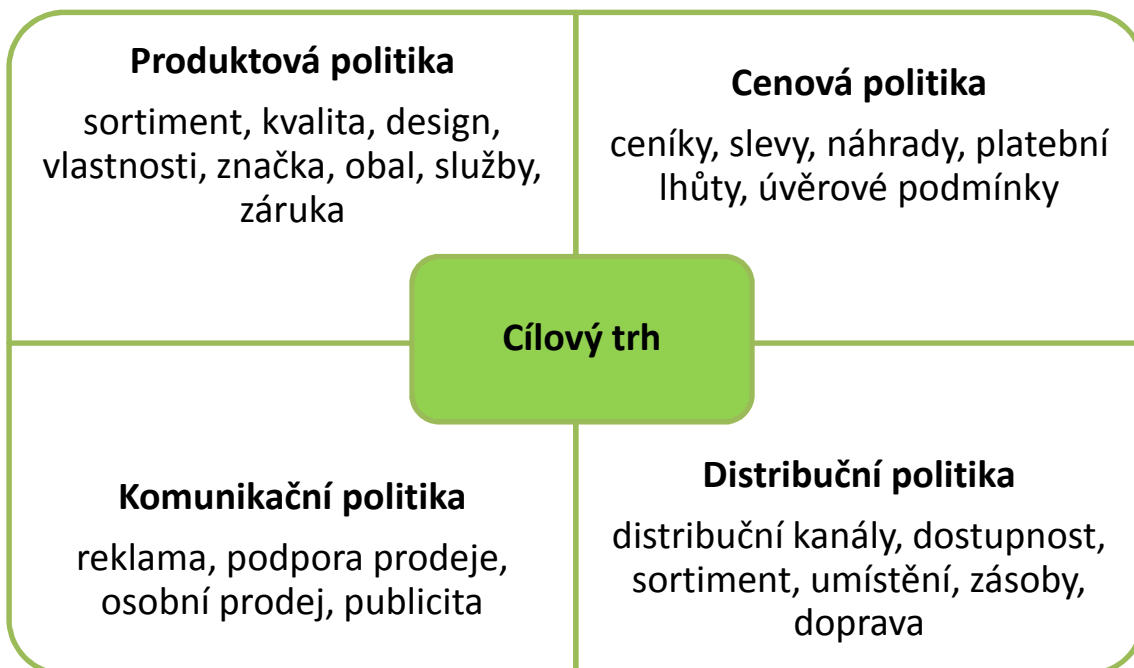 Produktová politika
sortiment, kvalita, design,
vlastnosti, značka, obal, služby,
záruka
Cenová politika
ceníky, slevy, náhrady, platební
lhůty, úvěrové podmínky
Cílový trh
Komunikační politika
reklama, podpora prodeje,
osobní prodej, publicita
Distribuční politika
distribuční kanály, dostupnost,
sortiment, umístění, zásoby,
doprava